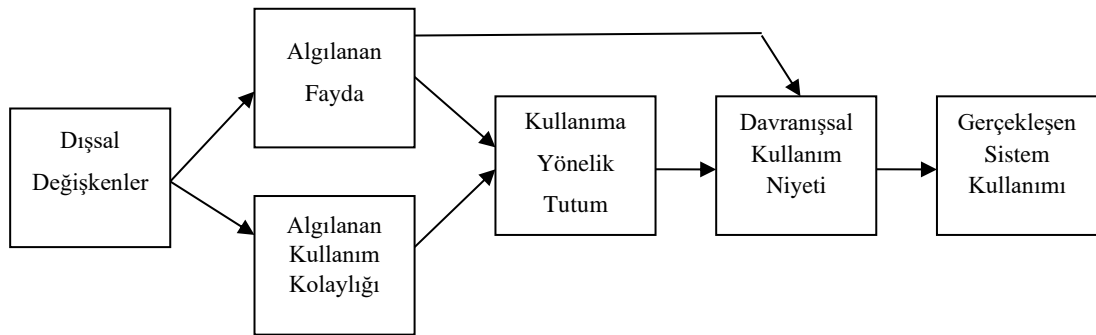 Dışsal
Değişkenler
Algılanan
Fayda
Algılanan
Kullanım
Kolaylığı
Kullanıma
Yönelik
Tutum
Davranışsal
Kullanım
Niyeti
Gerçekleşen
Sistem
Kullanımı